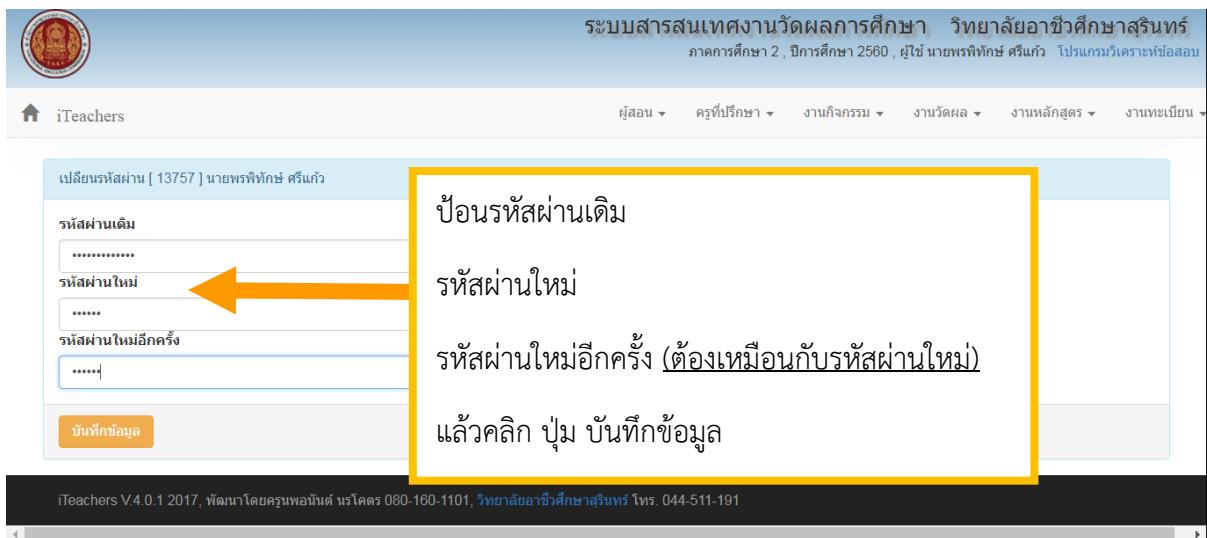 ระบบสารสนเทศงานวัดผลการศึกษา วิทยาลัยอาชีวศึกษาสุรินทร์
ภาคการศึกษา 2 , ปีการศึกษา 2560 , ผู้ใช้ นายพรพิทักษ์ ศรีแก้ว โปรแกรมวิเคราะห์ข้อสอบ
iTeachers ผู้สอน ครูที่ปรึกษา งานกิจกรรม งานวัดผล งานหลักสูตร งานทะเบียน
เปลี่ยนรหัสผ่าน [ 13757 ] นายพรพิทักษ์ ศรีแก้ว
รหัสผ่านเดิม
•••••••••••••
รหัสผ่านใหม่
••••••
รหัสผ่านใหม่อีกครั้ง
••••••
บันทึกข้อมูล
ป้อนรหัสผ่านเดิม
รหัสผ่านใหม่
รหัสผ่านใหม่อีกครั้ง (ต้องเหมือนกับรหัสผ่านใหม่)
แล้วคลิก ปุ่ม บันทึกข้อมูล
iTeachers V.4.0.1 2017, พัฒนาโดยครูนพอนันต์ นรโคตร 080-160-1101, วิทยาลัยอาชีวศึกษาสุรินทร์ โทร. 044-511-191